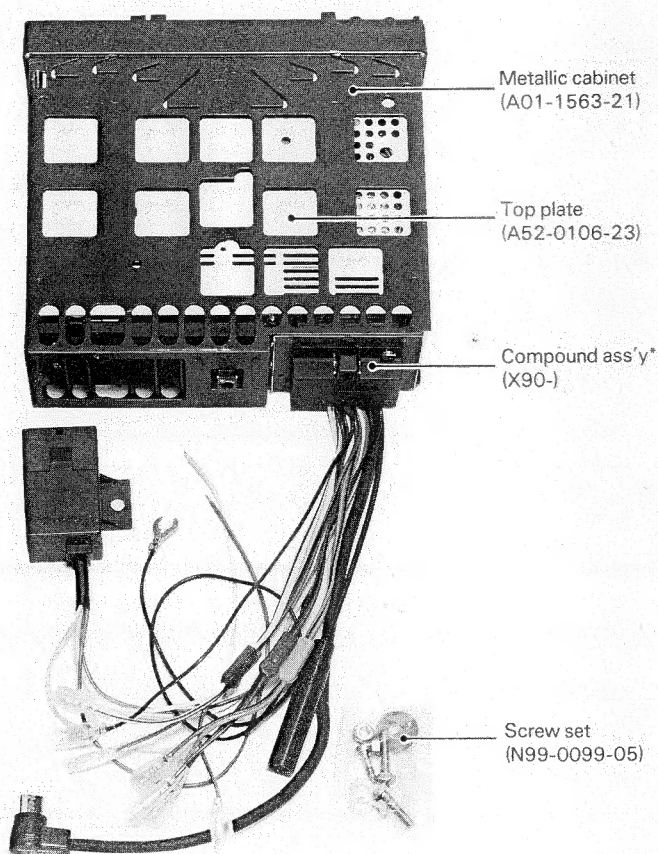 Metallic cabinet
(A01-1563-21)
Top plate
(A52-0106-23)
Compound ass'y*
(X90-)
Screw set
(N99-0099-05)